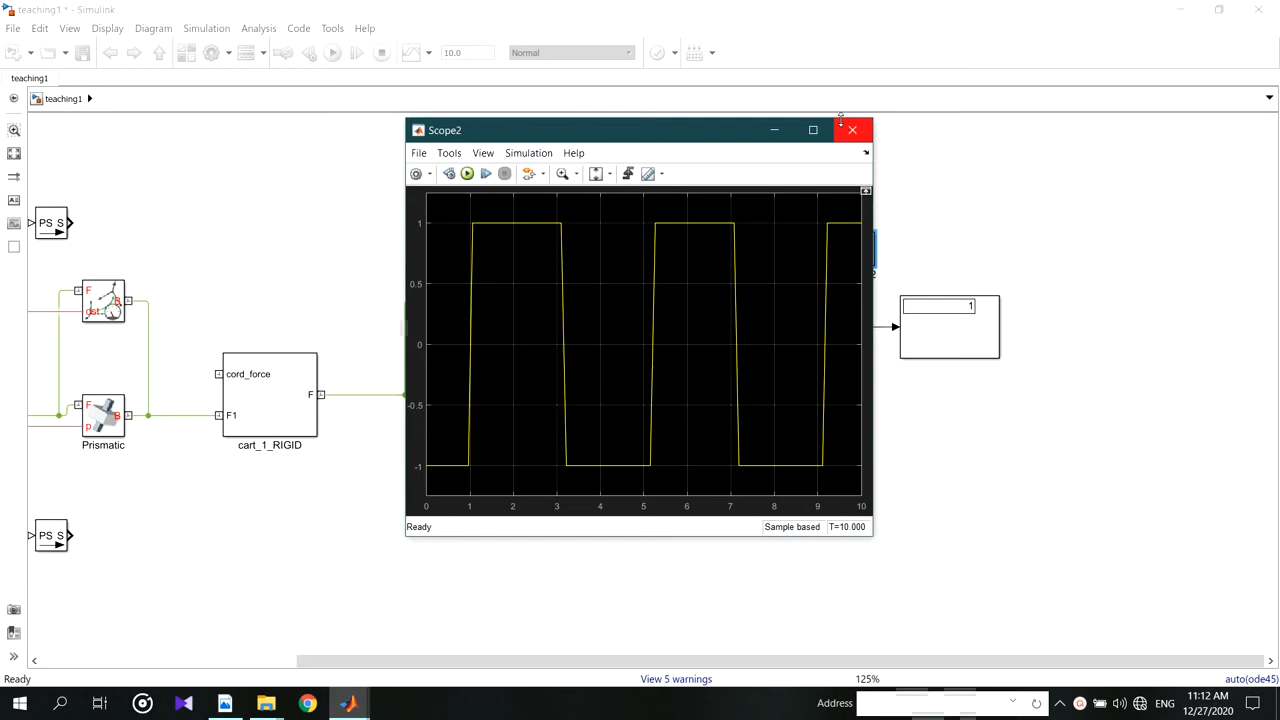 teaching1 * - Simulink
File Edit View Display Diagram Simulation Analysis Code Tools Help
10.0 Normal
teaching1
teaching1
Scope2
File Tools View Simulation Help
1
0.5
0
-0.5
-1
0 1 2 3 4 5 6 7 8 9 10
Ready Sample based T=10.000
PS S
F B
dst
F B
p
Prismatic
cord_force
F1 F
cart_1_RIGID
1
2
PS S
Ready View 5 warnings 125% auto(ode45)
Address ENG 11:12 AM
12/27/2020